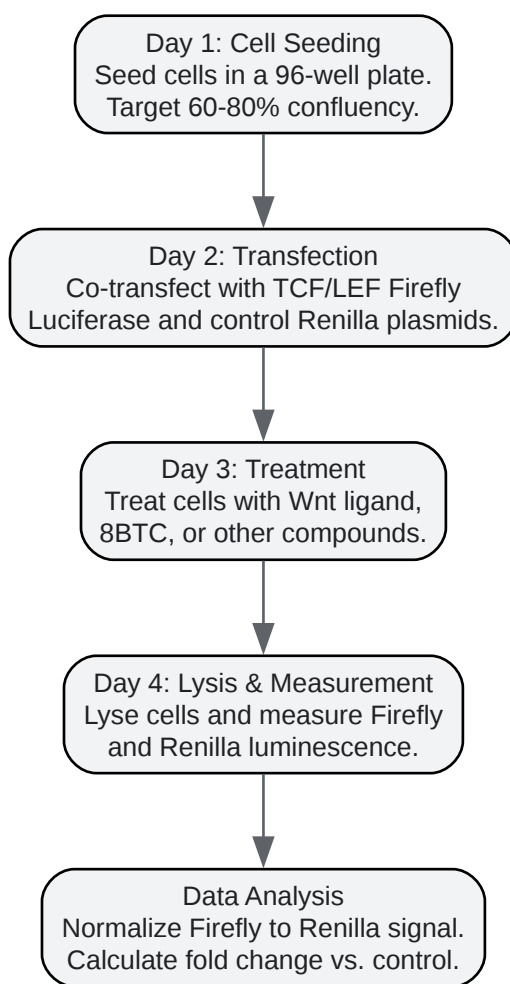 Day 1: Cell Seeding
Seed cells in a 96-well plate.
Target 60-80% confluency.
Day 2: Transfection
Co-transfect with TCF/LEF Firefly
Luciferase and control Renilla plasmids.
Day 3: Treatment
Treat cells with Wnt ligand,
8BTC, or other compounds.
Day 4: Lysis & Measurement
Lyse cells and measure Firefly
and Renilla luminescence.
Data Analysis
Normalize Firefly to Renilla signal.
Calculate fold change vs. control.